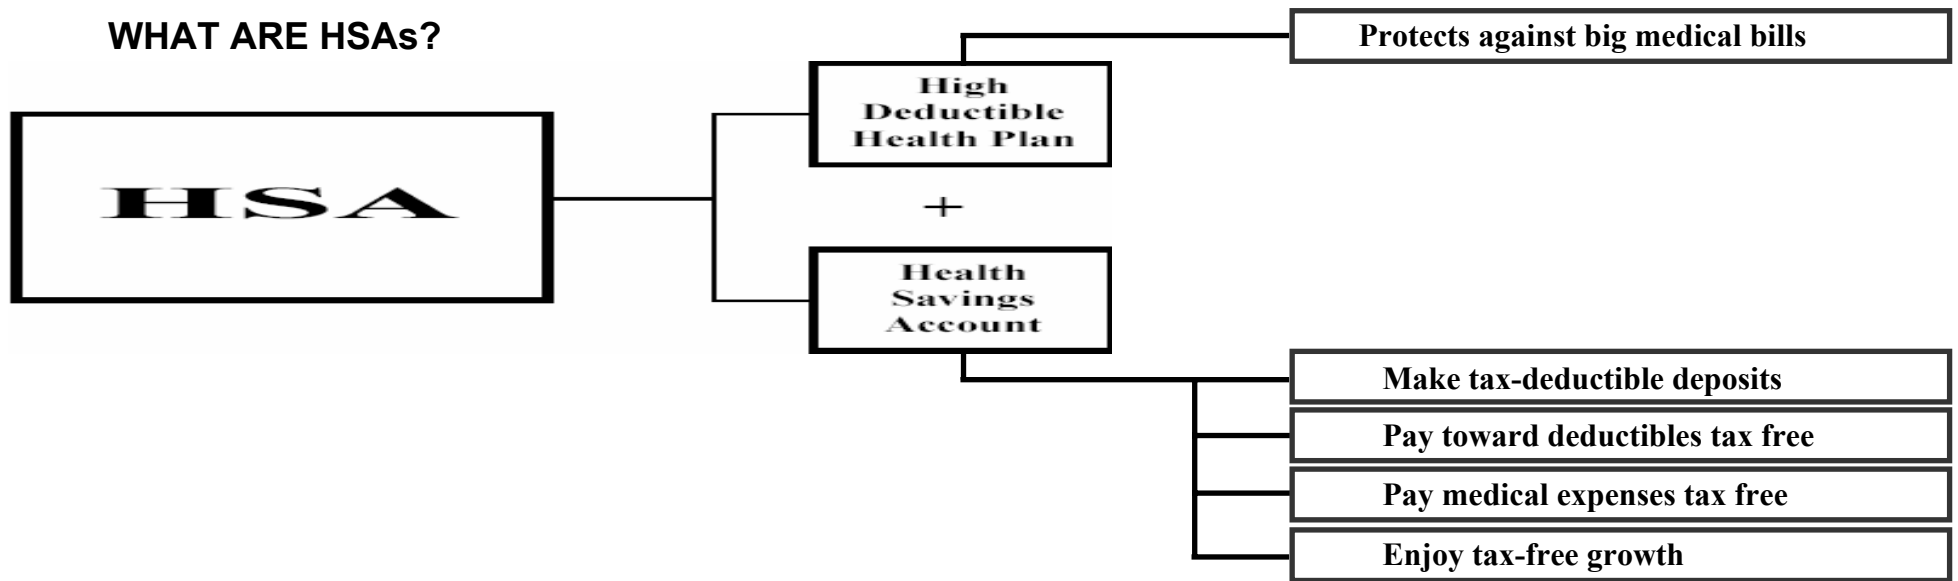 WHAT ARE HSAs?
Protects against big medical bills
High
Deductible
Health Plan
HSA
+
Health
Savings
Account
Make tax-deductible deposits
Pay toward deductibles tax free
Pay medical expenses tax free
Enjoy tax-free growth